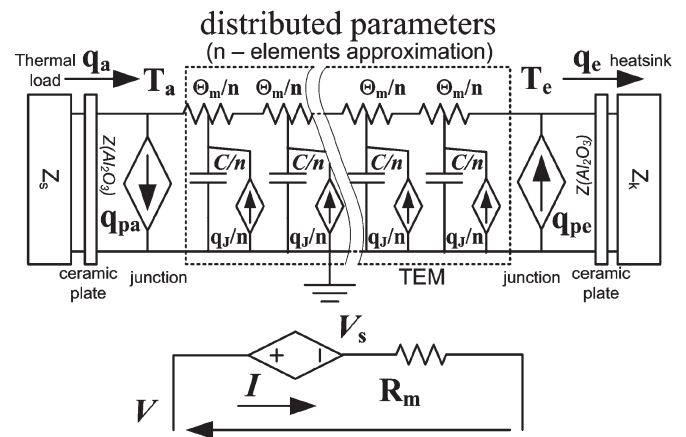 distributed parameters
(n – elements approximation)
Thermal load
qa
Ta
Te
qe
heatsink
Θm/n Θm/n Θm/n Θm/n
Zs
Z(Al2O3)
C/n C/n C/n C/n
Z(Al2O3)
Zk
qpa
qpe
qJ/n qJ/n qJ/n qJ/n
ceramic plate
junction
TEM
junction
ceramic plate
Vs
+ –
I
Rm
V